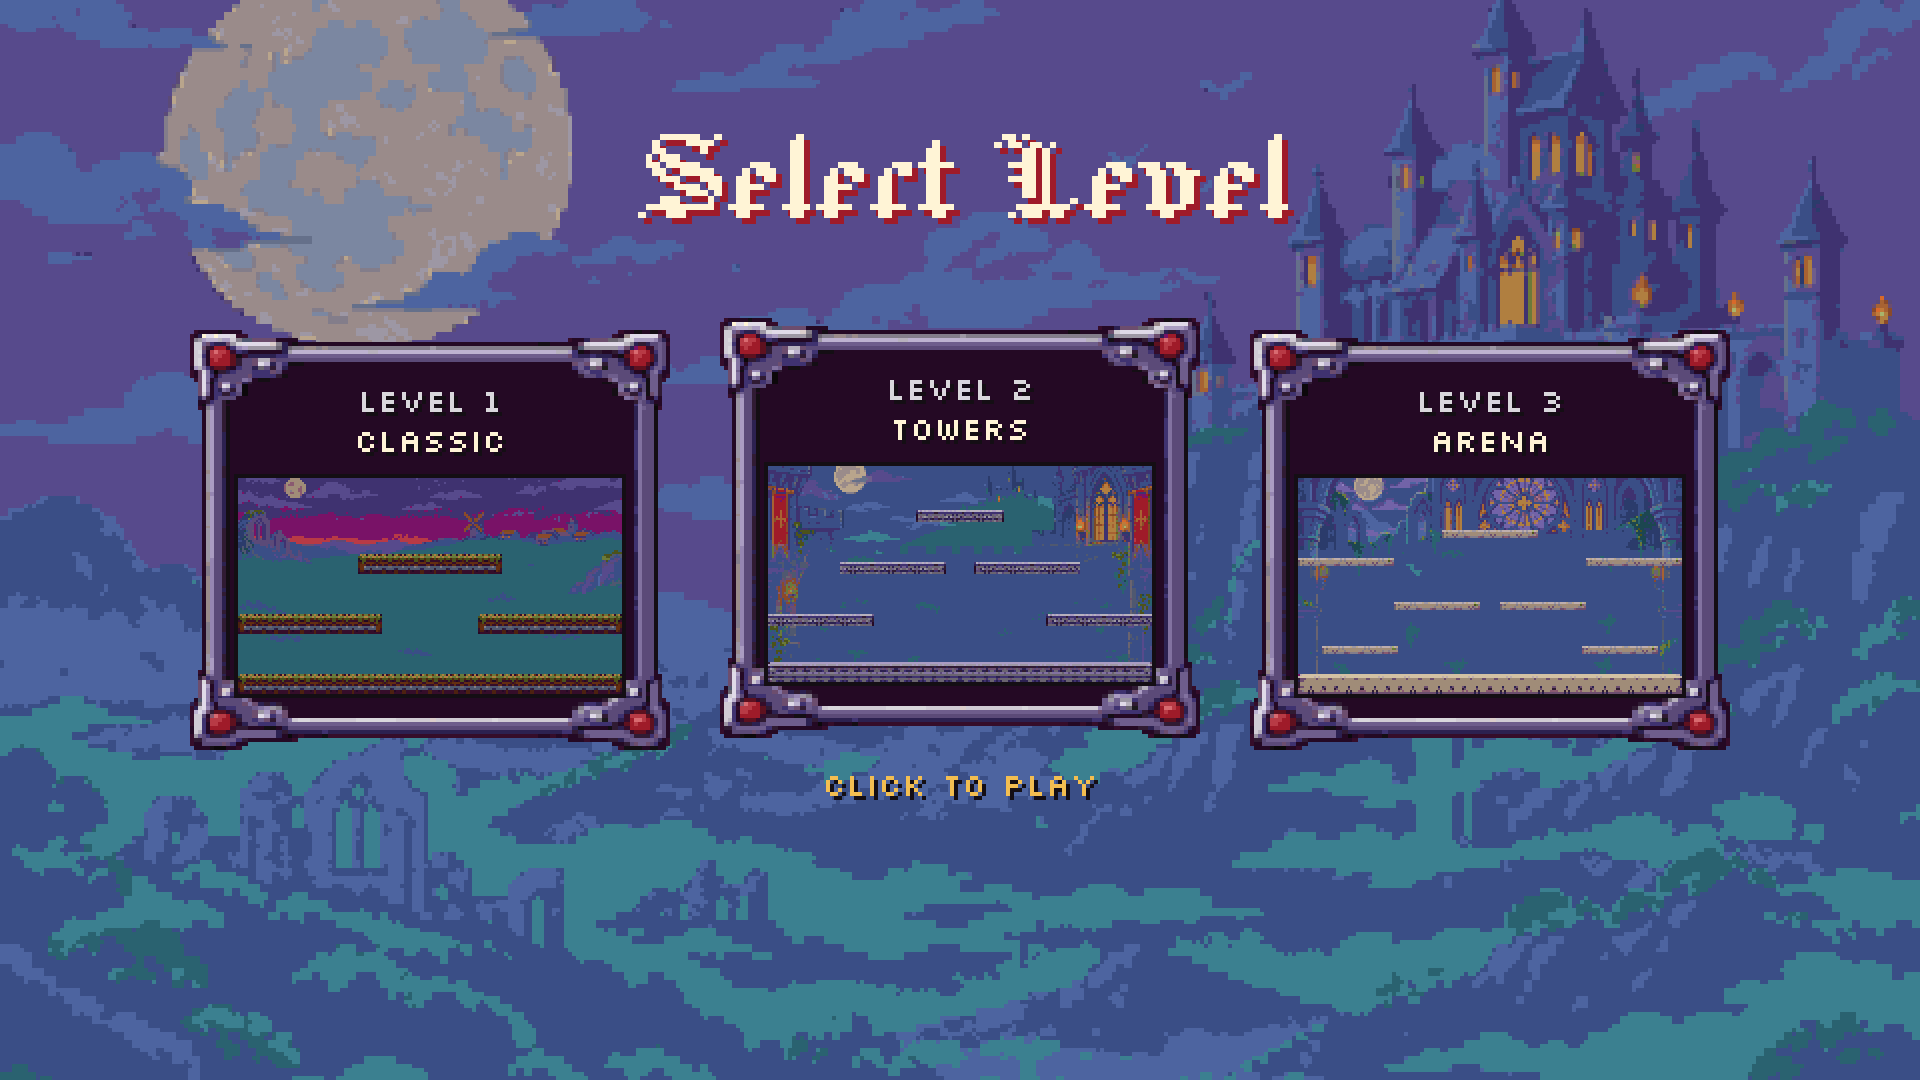 Select Level
LEVEL 1
CLASSIC
LEVEL 2
TOWERS
LEVEL 3
ARENA
CLICK TO PLAY